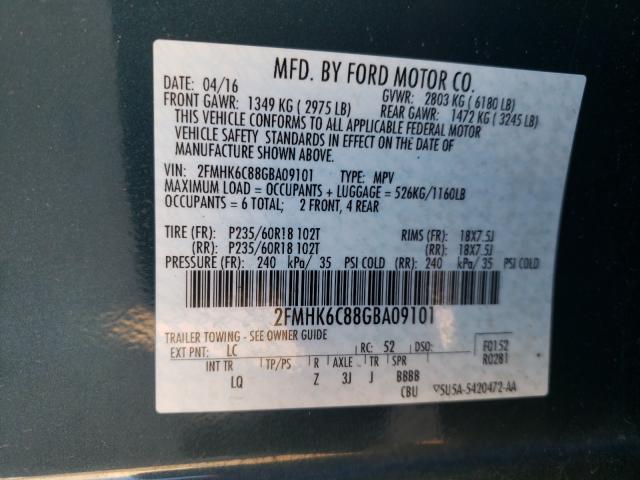 MFD. BY FORD MOTOR CO.
DATE: 04/16 GVWR: 2803 KG ( 6180 LB)
FRONT GAWR: 1349 KG ( 2975 LB) REAR GAWR: 1472 KG ( 3245 LB)
THIS VEHICLE CONFORMS TO ALL APPLICABLE FEDERAL MOTOR
VEHICLE SAFETY STANDARDS IN EFFECT ON THE DATE OF
MANUFACTURE SHOWN ABOVE.
VIN: 2FMHK6C88GBA09101 TYPE: MPV
MAXIMUM LOAD = OCCUPANTS + LUGGAGE = 526KG/1160LB
OCCUPANTS = 6 TOTAL; 2 FRONT, 4 REAR
TIRE (FR): P235/60R18 102T RIMS (FR): 18X7.5J
(RR): P235/60R18 102T (RR): 18X7.5J
PRESSURE (FR): 240 kPa/ 35 PSI COLD (RR): 240 kPa/ 35 PSI COLD
2FMHK6C88GBA09101
TRAILER TOWING - SEE OWNER GUIDE
EXT PNT: LC RC: 52 DSO: F0152
INT TR TP/PS R AXLE TR SPR R0281
LQ Z 3J J BBBB
CBU 5U5A-5420472-AA